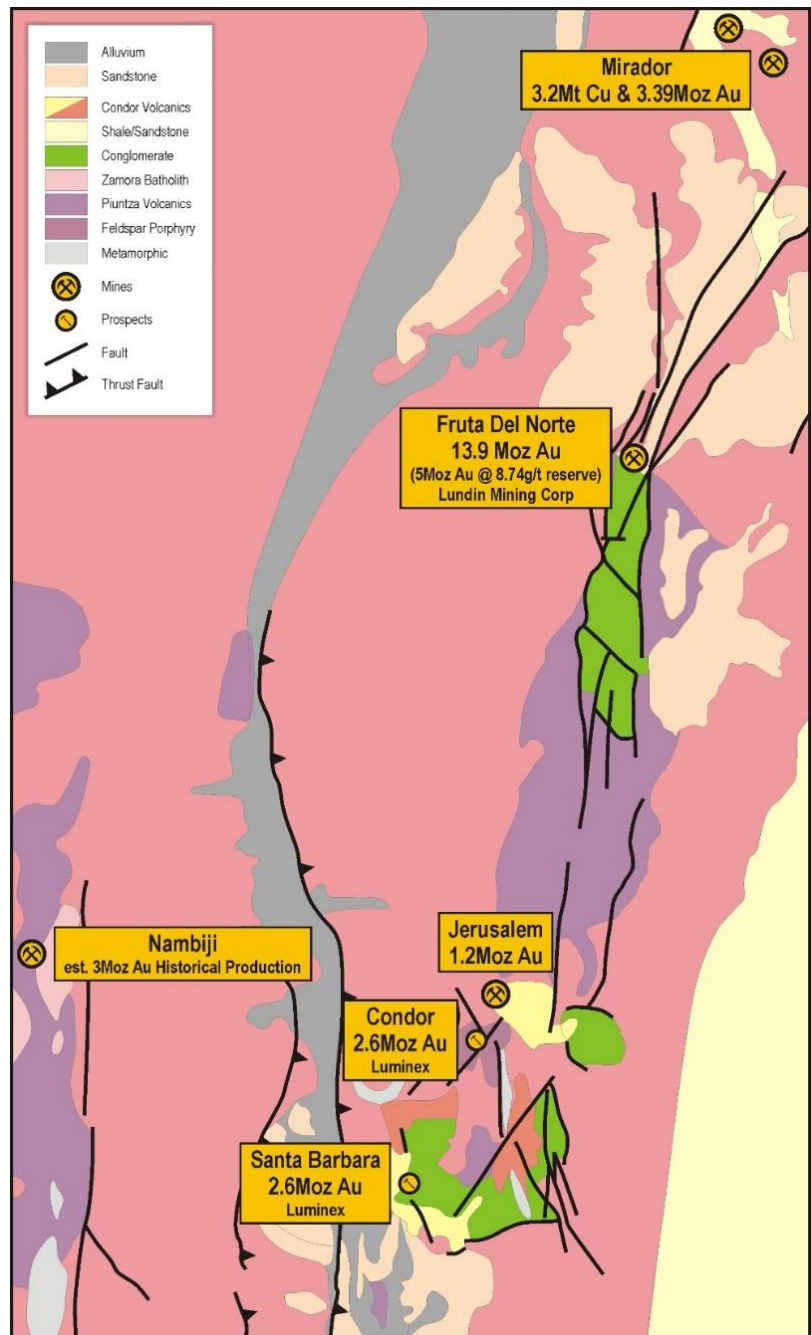 Alluvium
Sandstone
Condor Volcanics
Shale/Sandstone
Conglomerate
Zamora Batholith
Piuntza Volcanics
Feldspar Porphyry
Metamorphic
Mines
Prospects
Fault
Thrust Fault
Mirador
3.2Mt Cu & 3.39Moz Au
Fruta Del Norte
13.9 Moz Au
(5Moz Au @ 8.74g/t reserve)
Lundin Mining Corp
Nambiji
est. 3Moz Au Historical Production
Jerusalem
1.2Moz Au
Condor
2.6Moz Au
Luminex
Santa Barbara
2.6Moz Au
Luminex